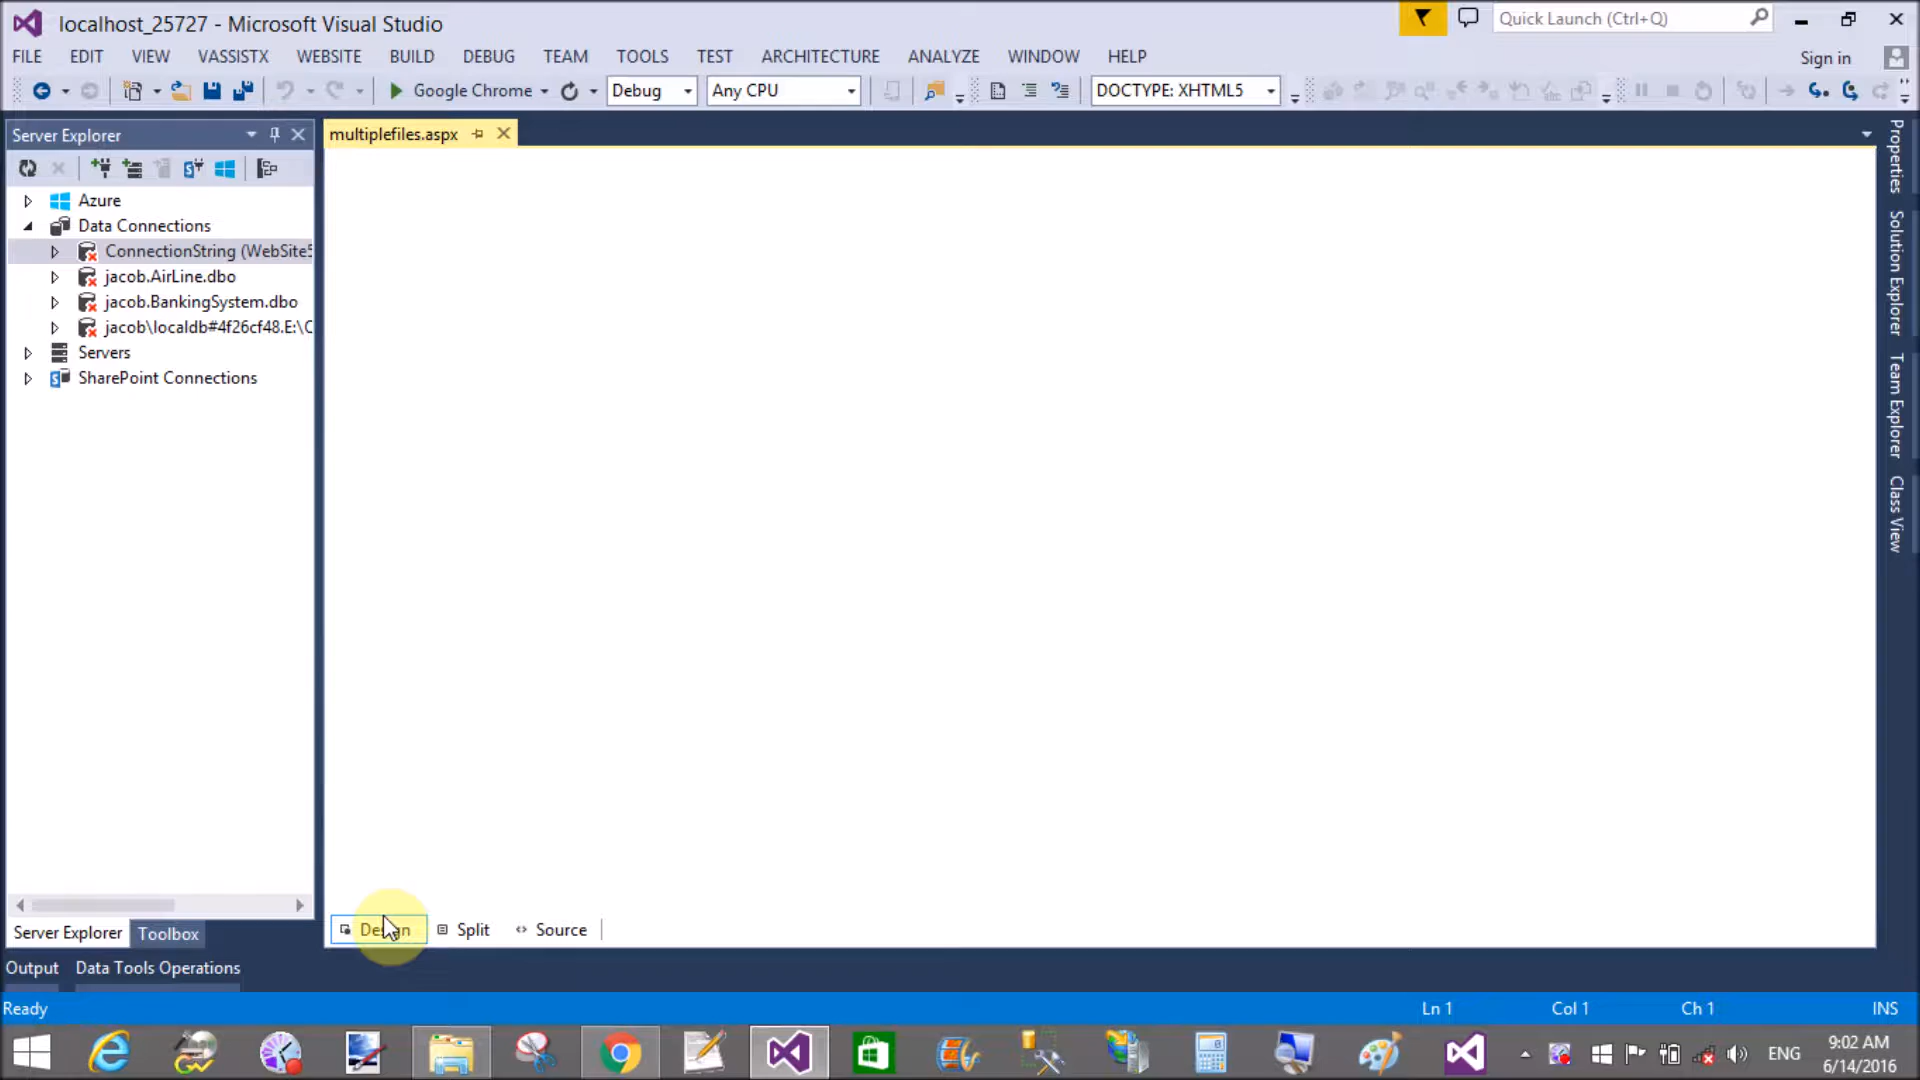 localhost_25727 - Microsoft Visual Studio
Quick Launch (Ctrl+Q)
FILE EDIT VIEW VASSISTX WEBSITE BUILD DEBUG TEAM TOOLS TEST ARCHITECTURE ANALYZE WINDOW HELP
Sign in
Google Chrome Debug Any CPU DOCTYPE: XHTML5
Server Explorer
multiplefiles.aspx
Azure
Data Connections
ConnectionString (WebSite
jacob.AirLine.dbo
jacob.BankingSystem.dbo
jacob\localdb#4f26cf48.E:\
Servers
SharePoint Connections
Properties
Solution Explorer
Team Explorer
Class View
Design Split Source
Server Explorer Toolbox
Output Data Tools Operations
Ready Ln 1 Col 1 Ch 1 INS
ENG
9:02 AM
6/14/2016